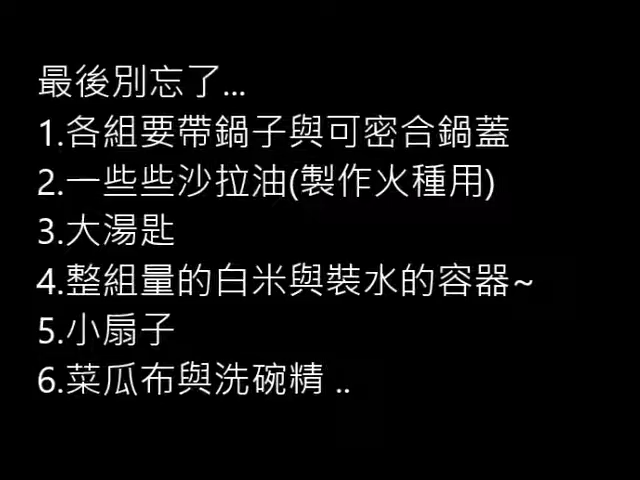 最後別忘了...
1.各組要帶鍋子與可密合鍋蓋
2.一些些沙拉油(製作火種用)
3.大湯匙
4.整組量的白米與裝水的容器~
5.小扇子
6.菜瓜布與洗碗精 ..